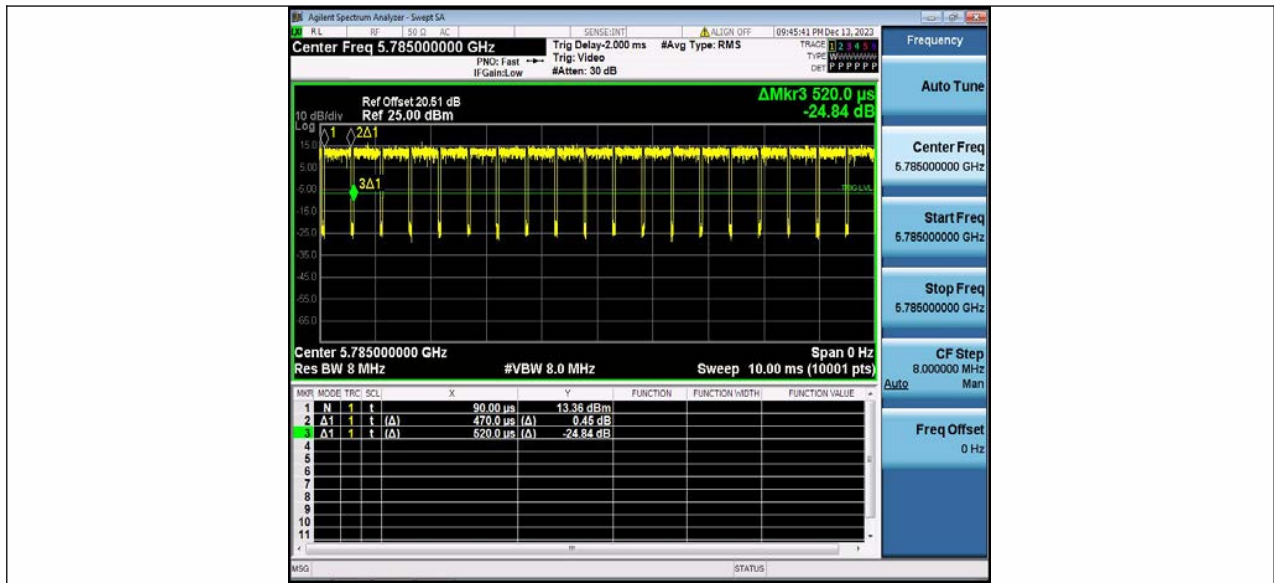 Agilent Spectrum Analyzer - Swept SA
RL RF 50 Ω AC SENSE:INT ALIGN OFF 09:45:41 PM Dec 13, 2023
Center Freq 5.785000000 GHz
PNO: Fast
IFGain:Low
Trig Delay-2.000 ms
Trig: Video
#Atten: 30 dB
#Avg Type: RMS
TRACE 1 2 3 4 5 6
TYPE WWWWWW
DET P P P P P P
Frequency
Auto Tune
Ref Offset 20.51 dB
10 dB/div Ref 25.00 dBm
Log
ΔMkr3 520.0 µs
-24.84 dB
1 2Δ1
3Δ1
TRIG LVL
15.0
5.00
-5.00
-15.0
-25.0
-35.0
-45.0
-55.0
-65.0
Center 5.785000000 GHz Span 0 Hz
Res BW 8 MHz #VBW 8.0 MHz Sweep 10.00 ms (10001 pts)
Center Freq
5.785000000 GHz
Start Freq
5.785000000 GHz
Stop Freq
5.785000000 GHz
CF Step
8.000000 MHz
Auto Man
Freq Offset
0 Hz
MKR MODE TRC SCL X Y FUNCTION FUNCTION WIDTH FUNCTION VALUE
1 N 1 t 90.00 µs 13.36 dBm
2 Δ1 1 t (Δ) 470.0 µs (Δ) 0.45 dB
3 Δ1 1 t (Δ) 520.0 µs (Δ) -24.84 dB
4
5
6
7
8
9
10
11
MSG STATUS